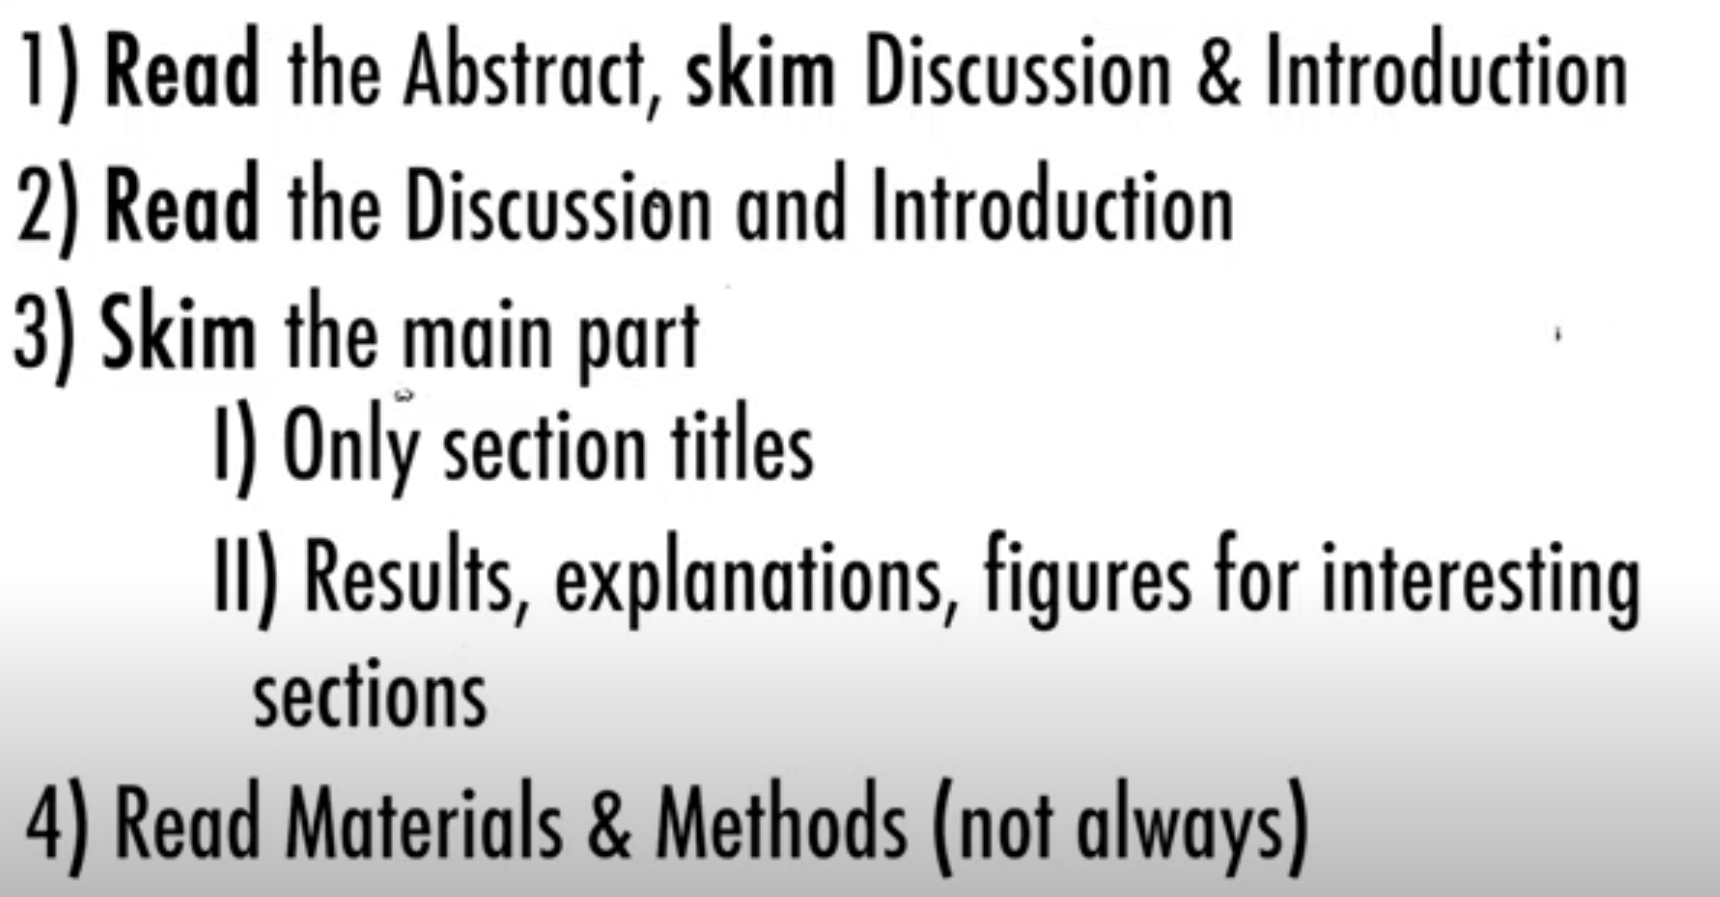 1) Read the Abstract, skim Discussion & Introduction
2) Read the Discussion and Introduction
3) Skim the main part
I) Only section titles
II) Results, explanations, figures for interesting
sections
4) Read Materials & Methods (not always)